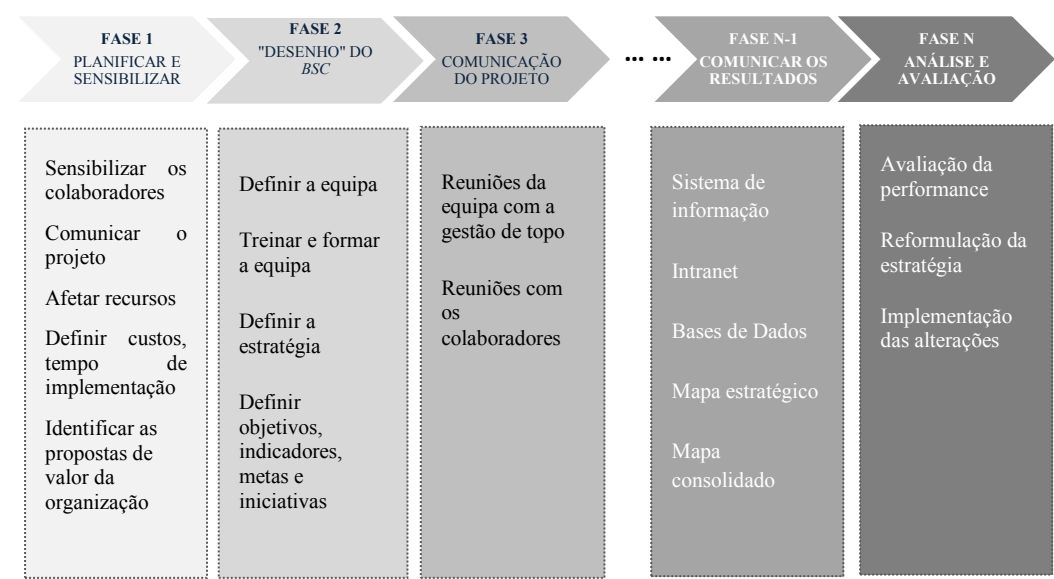 FASE 1
PLANIFICAR E
SENSIBILIZAR
FASE 2
"DESENHO" DO
BSC
FASE 3
COMUNICAÇÃO
DO PROJETO
... ...
FASE N-1
COMUNICAR OS
RESULTADOS
FASE N
ANÁLISE E
AVALIAÇÃO
Sensibilizar os
colaboradores
Comunicar o
projeto
Afetar recursos
Definir custos,
tempo de
implementação
Identificar as
propostas de
valor da
organização
Definir a equipa
Treinar e formar
a equipa
Definir a
estratégia
Definir
objetivos,
indicadores,
metas e
iniciativas
Reuniões da
equipa com a
gestão de topo
Reuniões com
os
colaboradores
Sistema de
informação
Intranet
Bases de Dados
Mapa estratégico
Mapa
consolidado
Avaliação da
performance
Reformulação da
estratégia
Implementação
das alterações